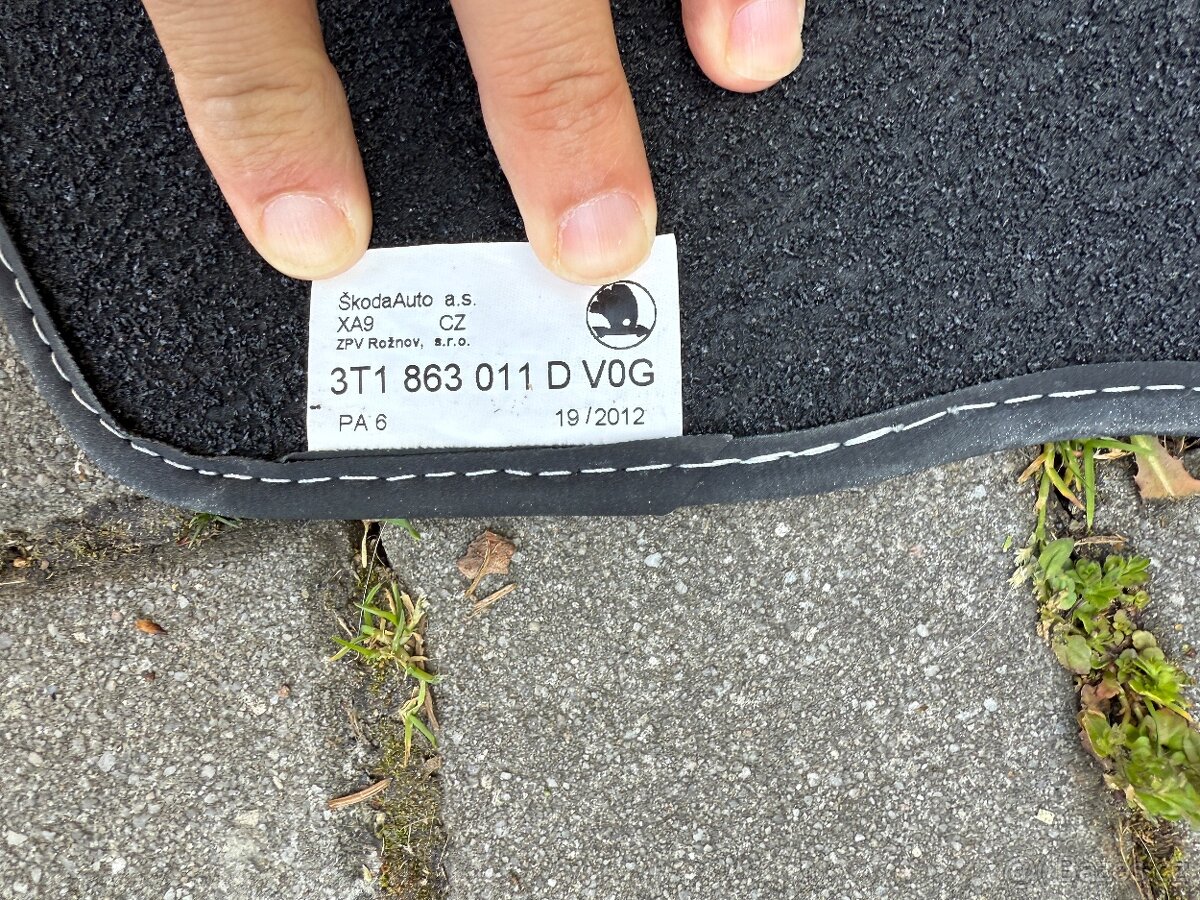 ŠkodaAuto a.s.
XA9 CZ
ZPV Rožnov, s.r.o.
3T1 863 011 D V0G
PA 6 19/2012